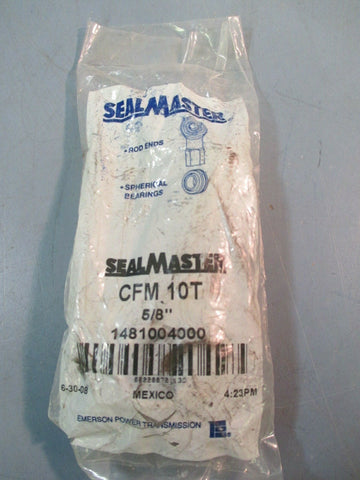 SEALMASTER
• ROD ENDS
• SPHERICAL
BEARINGS
SEALMASTER
CFM 10T
5/8"
1481004000
6-30-08
MEXICO
4:23PM
EMERSON POWER TRANSMISSION